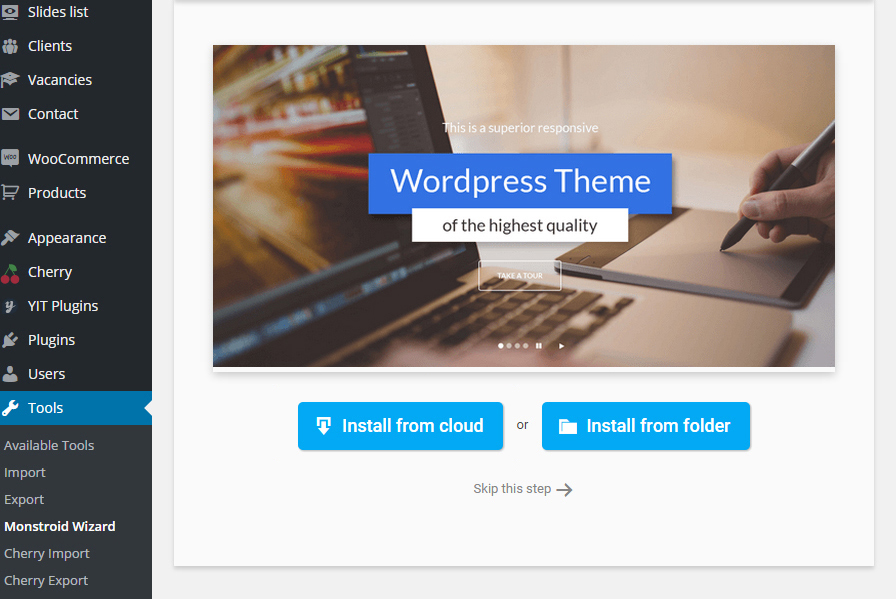 Slides list
Clients
Vacancies
Contact
WOO
WooCommerce
Products
Appearance
Cherry
YIT Plugins
Plugins
Users
Tools
Available Tools
Import
Export
Monstroid Wizard
Cherry Import
Cherry Export
This is a superior responsive
Wordpress Theme
of the highest quality
TAKE A TOUR
Install from cloud
or
Install from folder
Skip this step